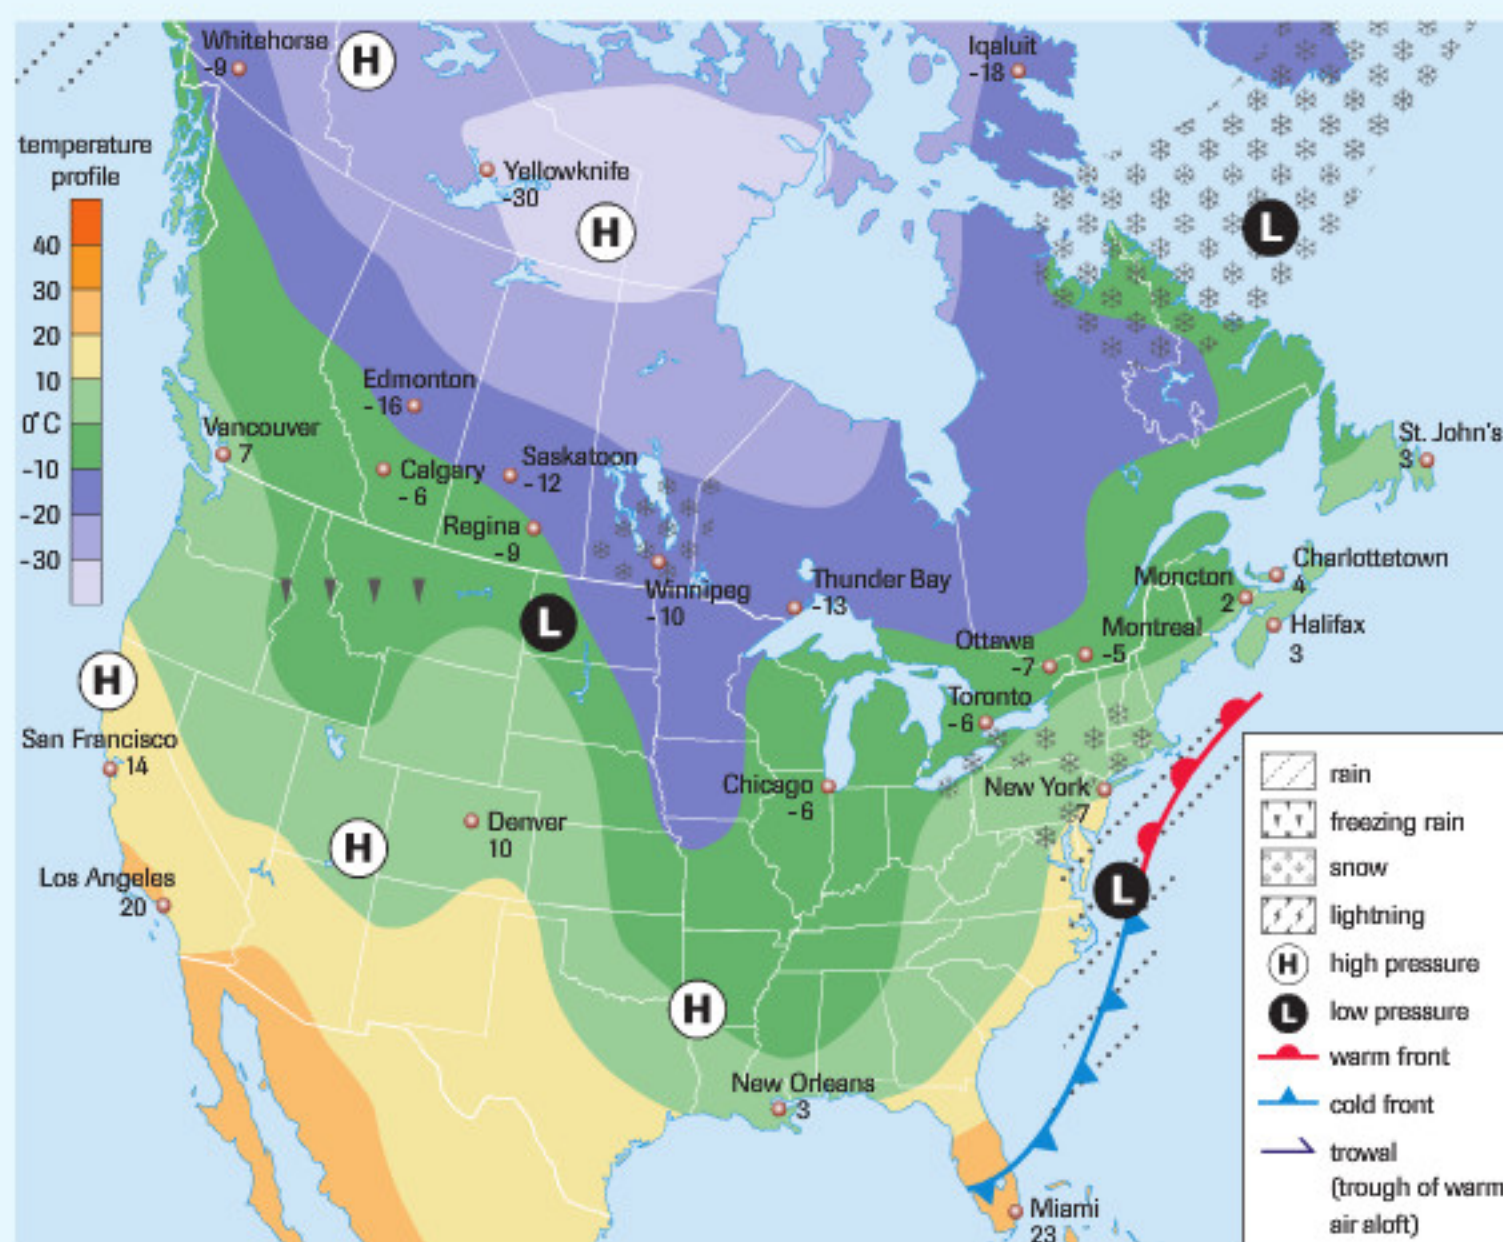 Whitehorse
-9
H
Iqaluit
-18
temperature
profile
40
30
20
10
0°C
-10
-20
-30
Yellowknife
-30
H
L
Edmonton
-16
Vancouver
7
Calgary
-6
Saskatoon
-12
Regina
-9
St. John's
3
Winnipeg
-10
Thunder Bay
-13
Charlottetown
4
Moncton
2
Halifax
3
L
Ottawa
-7
Montreal
-5
Toronto
-6
H
San Francisco
14
Chicago
-6
New York
7
Denver
10
H
Los Angeles
20
L
H
New Orleans
3
Miami
23
rain
freezing rain
snow
lightning
H high pressure
L low pressure
warm front
cold front
trowal
(trough of warm
air aloft)